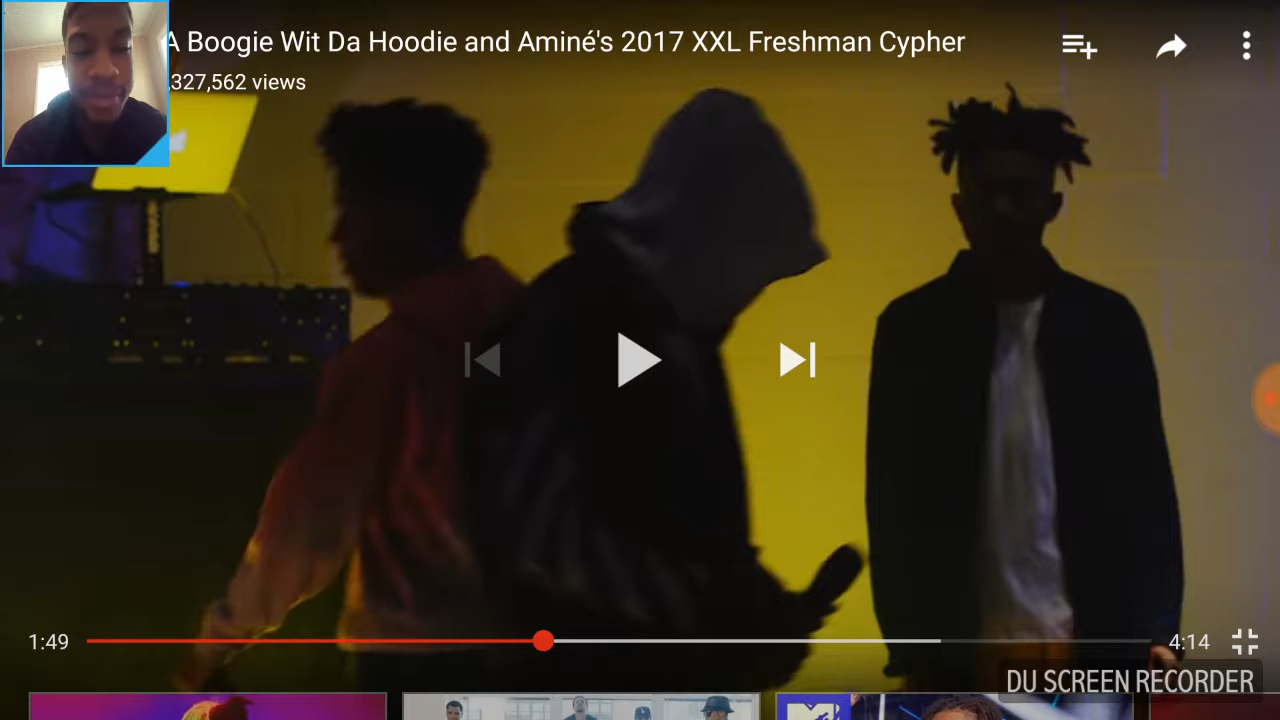 A Boogie Wit Da Hoodie and Aminé's 2017 XXL Freshman Cypher
,327,562 views
1:49
4:14
DU SCREEN RECORDER